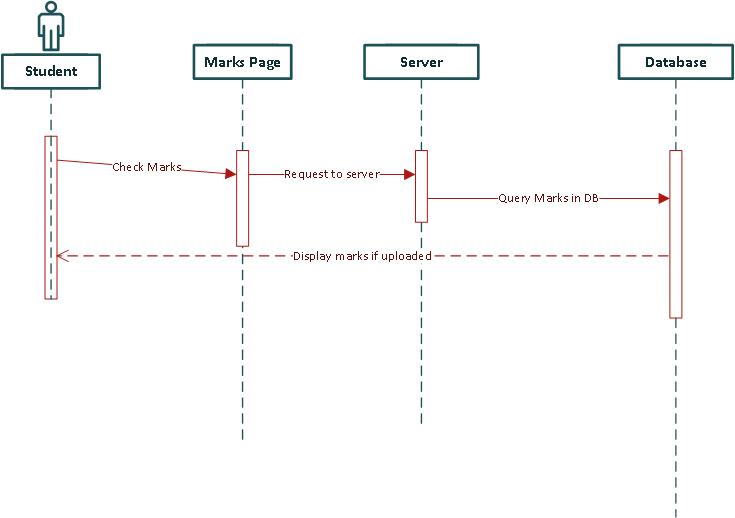 Student
Marks Page
Server
Database
Check Marks
Request to server
Query Marks in DB
Display marks if uploaded